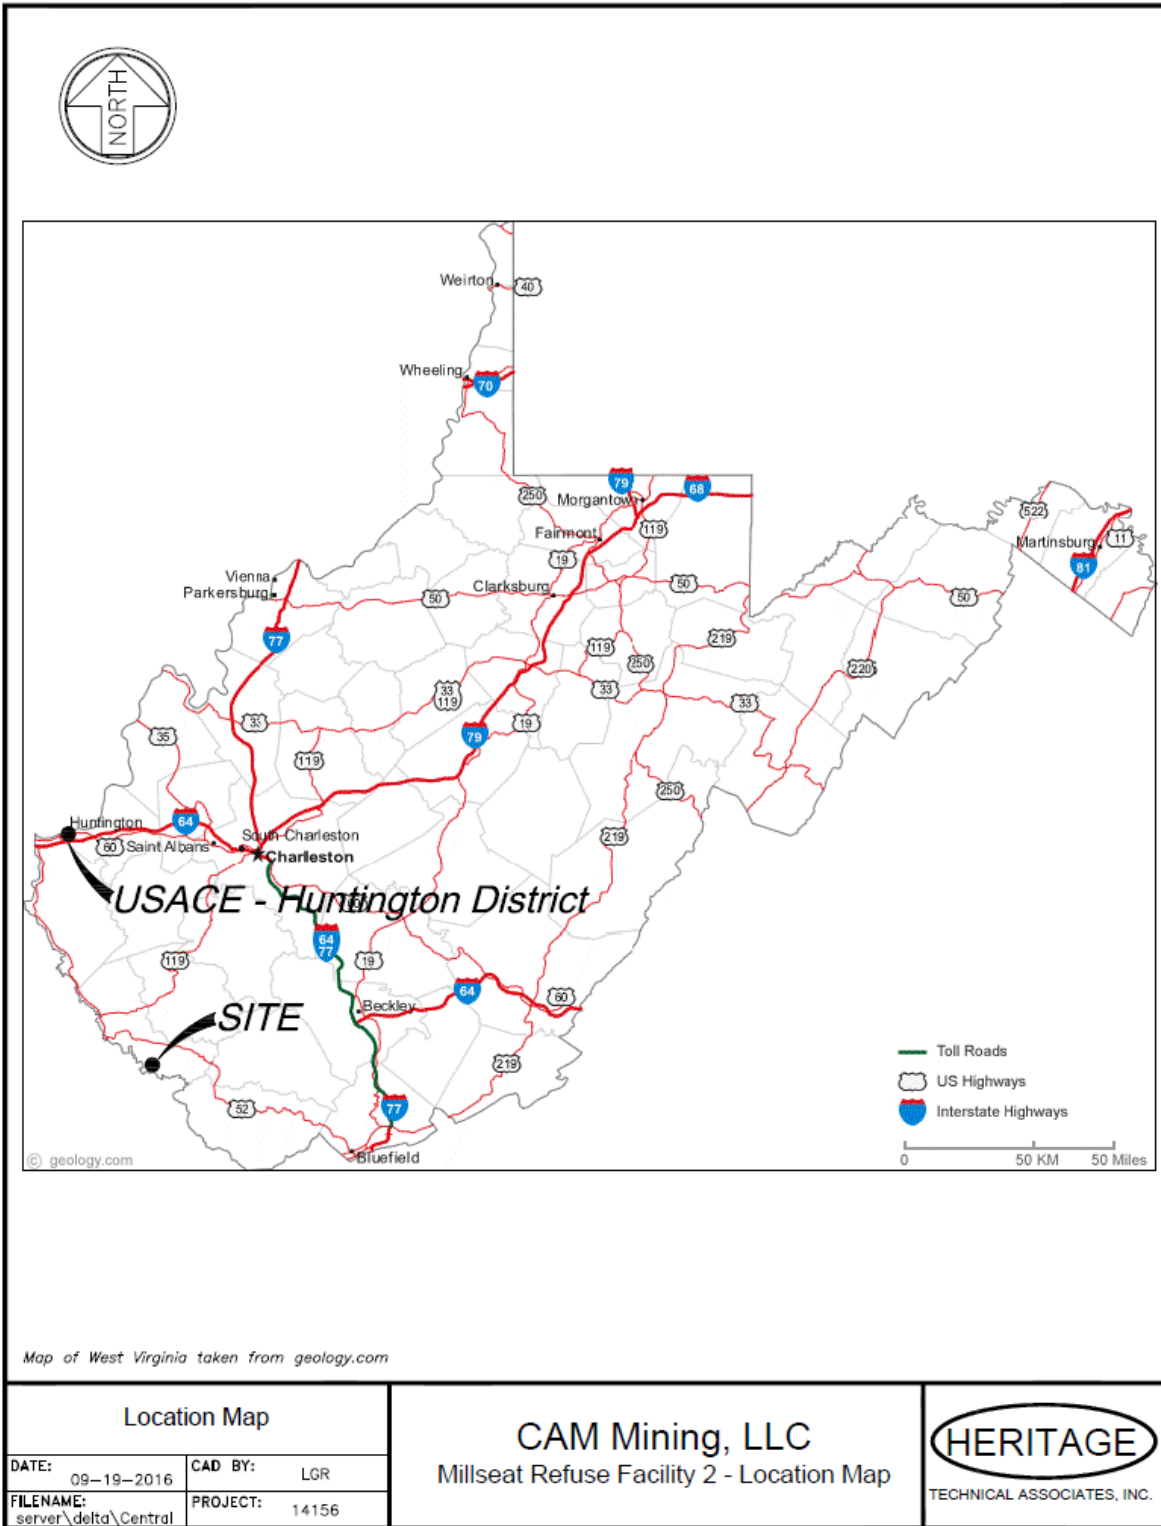 NORTH
Weirton
40
Wheeling
70
79
68
250
Morgantown
522
Fairmont
119
Martinsburg
11
19
81
Vienna
Clarksburg
50
Parkersburg
50
50
77
119
219
250
220
33
119
33
33
33
19
35
79
119
250
Huntington
64
219
60
Saint Albans
South Charleston
Charleston
USACE - Huntington District
60
64
77
119
19
64
60
Beckley
SITE
219
Toll Roads
US Highways
52
77
Interstate Highways
0 50 KM 50 Miles
Bluefield
© geology.com
Map of West Virginia taken from geology.com
Location Map
DATE: 09-19-2016
CAD BY: LGR
FILENAME: server\delta\Central
PROJECT: 14156
CAM Mining, LLC
Millseat Refuse Facility 2 - Location Map
HERITAGE
TECHNICAL ASSOCIATES, INC.